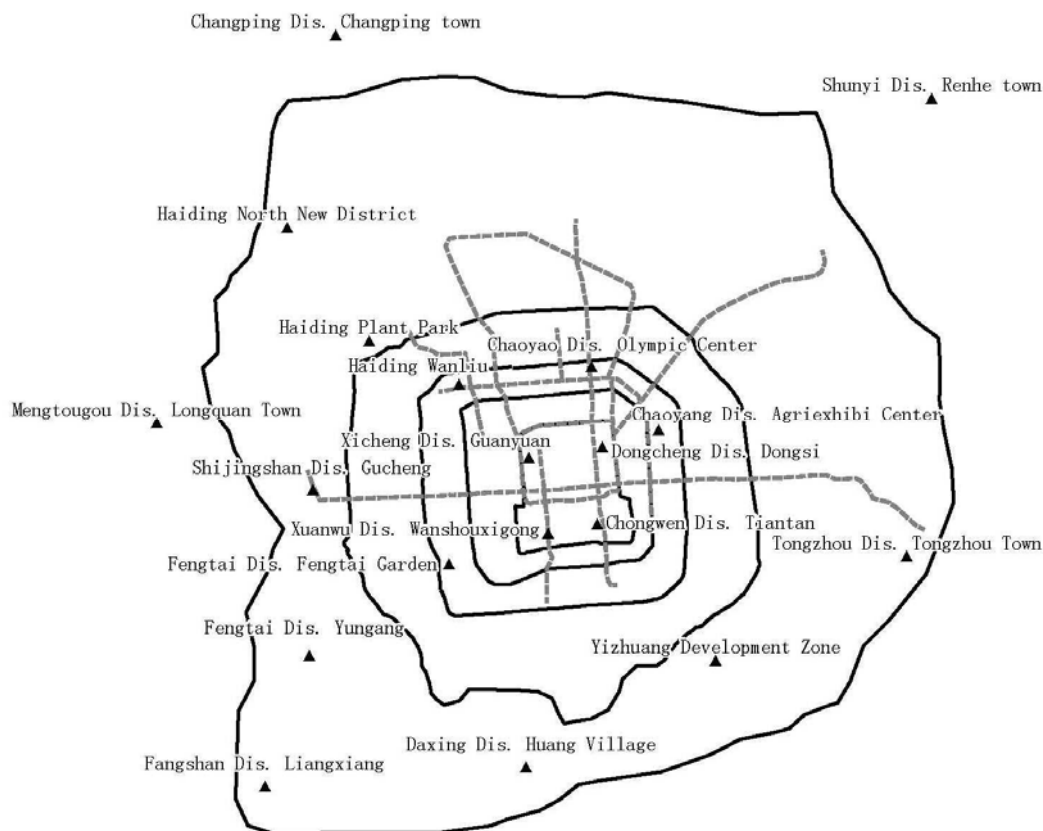 Changping Dis. Changping town
Shunyi Dis. Renhe town
Haiding North New District
Haiding Plant Park
Chaoyao Dis. Olympic Center
Haiding Wanliu
Mengtougou Dis. Longquan Town
Chaoyang Dis. Agriexhibi Center
Xicheng Dis. Guanyuan
Dongcheng Dis. Dongsi
Shijingshan Dis. Gucheng
Xuanwu Dis. Wanshouxigong
Chongwen Dis. Tiantan
Tongzhou Dis. Tongzhou Town
Fengtai Dis. Fengtai Garden
Fengtai Dis. Yungang
Yizhuang Development Zone
Daxing Dis. Huang Village
Fangshan Dis. Liangxiang